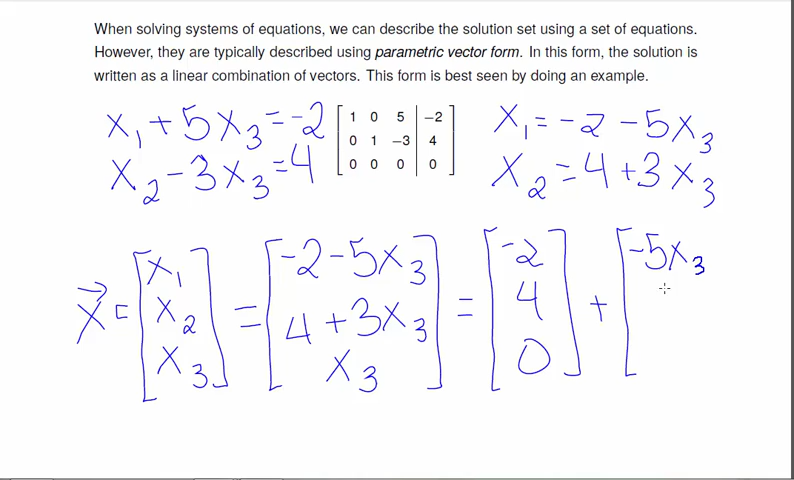 When solving systems of equations, we can describe the solution set using a set of equations.
However, they are typically described using parametric vector form. In this form, the solution is
written as a linear combination of vectors. This form is best seen by doing an example.
x₁ + 5x₃ = -2
x₂ - 3x₃ = 4
1 0 5 | −2
0 1 −3 | 4
0 0 0 | 0
x₁ = -2 - 5x₃
x₂ = 4 + 3x₃
x⃗ = [x₁ x₂ x₃] = [-2 - 5x₃ 4 + 3x₃ x₃] = [-2 4 0] + [-5x₃